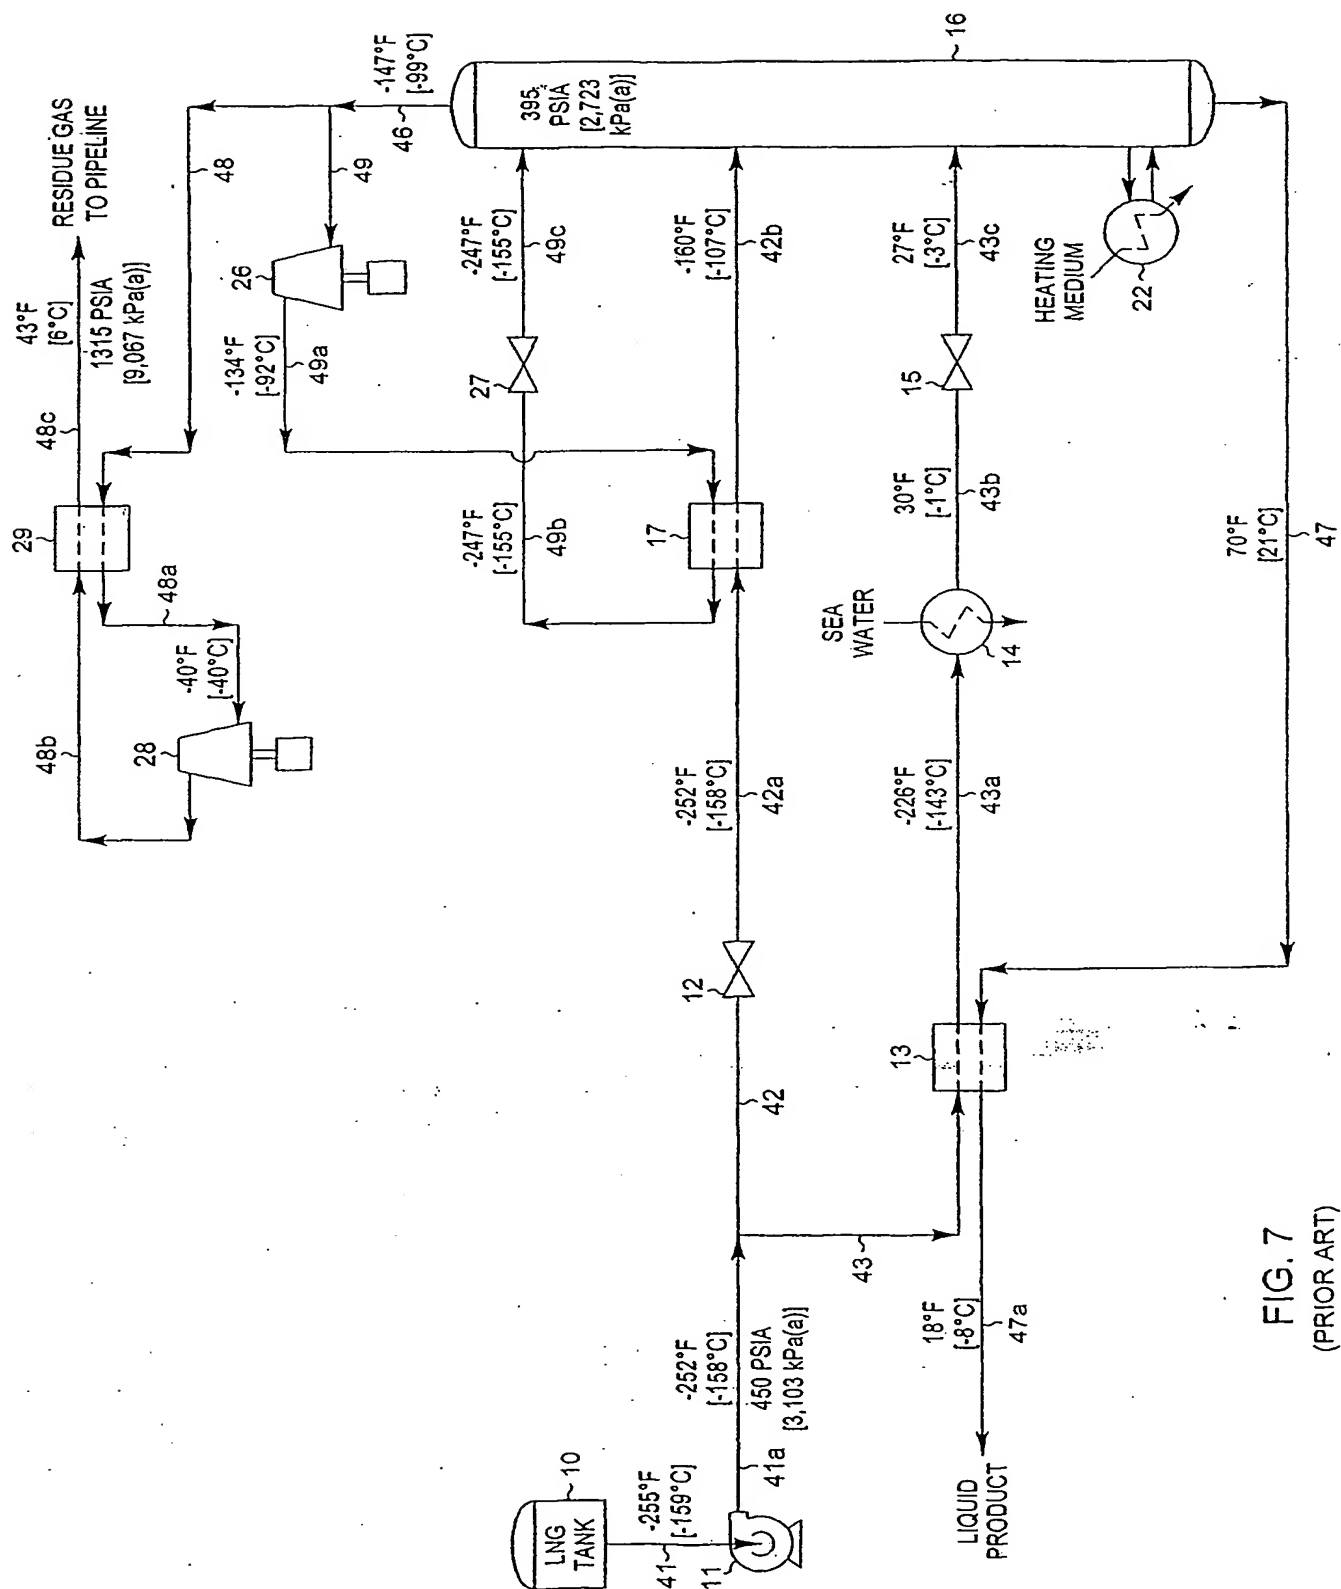 RESIDUE GAS
TO PIPELINE
43°F
[6°C]
1315 PSIA
[9,067 kPa(a)]
48c
29
48b
48a
-40°F
[-40°C]
28
48
-147°F
[-99°C]
46
49
26
-134°F
[-92°C]
49a
395
PSIA
[2,723
kPa(a)]
16
-247°F
[-155°C]
49c
27
-247°F
[-155°C]
49b
17
-160°F
[-107°C]
42b
-252°F
[-158°C]
42a
12
42
27°F
[-3°C]
43c
15
30°F
[-1°C]
43b
SEA
WATER
14
-226°F
[-143°C]
43a
13
43
HEATING
MEDIUM
22
70°F
[21°C]
47
18°F
[-8°C]
47a
LIQUID
PRODUCT
LNG
TANK
10
-255°F
[-159°C]
41
11
-252°F
[-158°C]
450 PSIA
[3,103 kPa(a)]
41a
FIG. 7
(PRIOR ART)